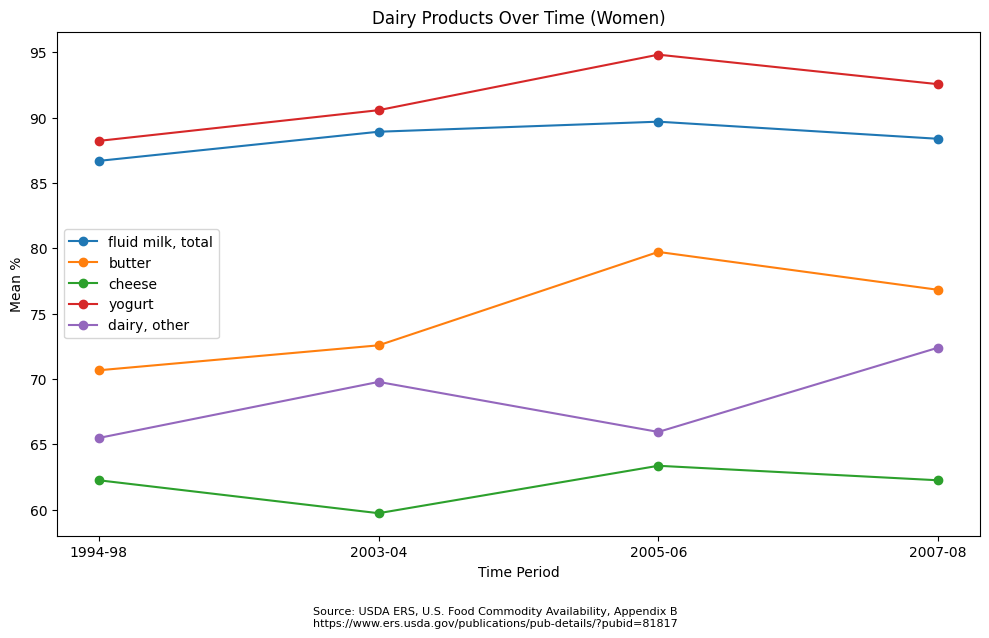 Dairy Products Over Time (Women)
95
90
85
80
75
70
65
60
Mean %
fluid milk, total
butter
cheese
yogurt
dairy, other
1994-98 2003-04 2005-06 2007-08
Time Period
Source: USDA ERS, U.S. Food Commodity Availability, Appendix B
https://www.ers.usda.gov/publications/pub-details/?pubid=81817